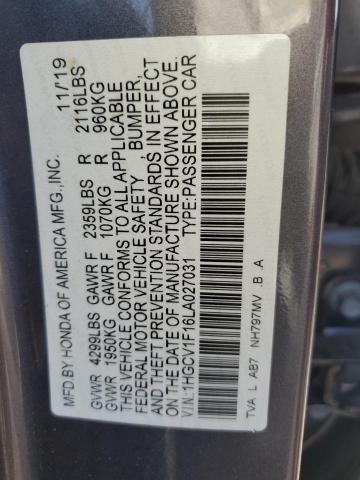 MFD.BY HONDA OF AMERICA MFG.,INC. 11/'19
GVWR 4299LBS GAWR F 2359LBS R 2116LBS
GVWR 1950KG GAWR F 1070KG R 960KG
THIS VEHICLE CONFORMS TO ALL APPLICABLE
FEDERAL MOTOR VEHICLE SAFETY , BUMPER,
AND THEFT PREVENTION STANDARDS IN EFFECT
ON THE DATE OF MANUFACTURE SHOWN ABOVE.
VIN: 1HGCV1F16LA027031 TYPE:PASSENGER CAR
TVA L AB7 NH797MV .B .A